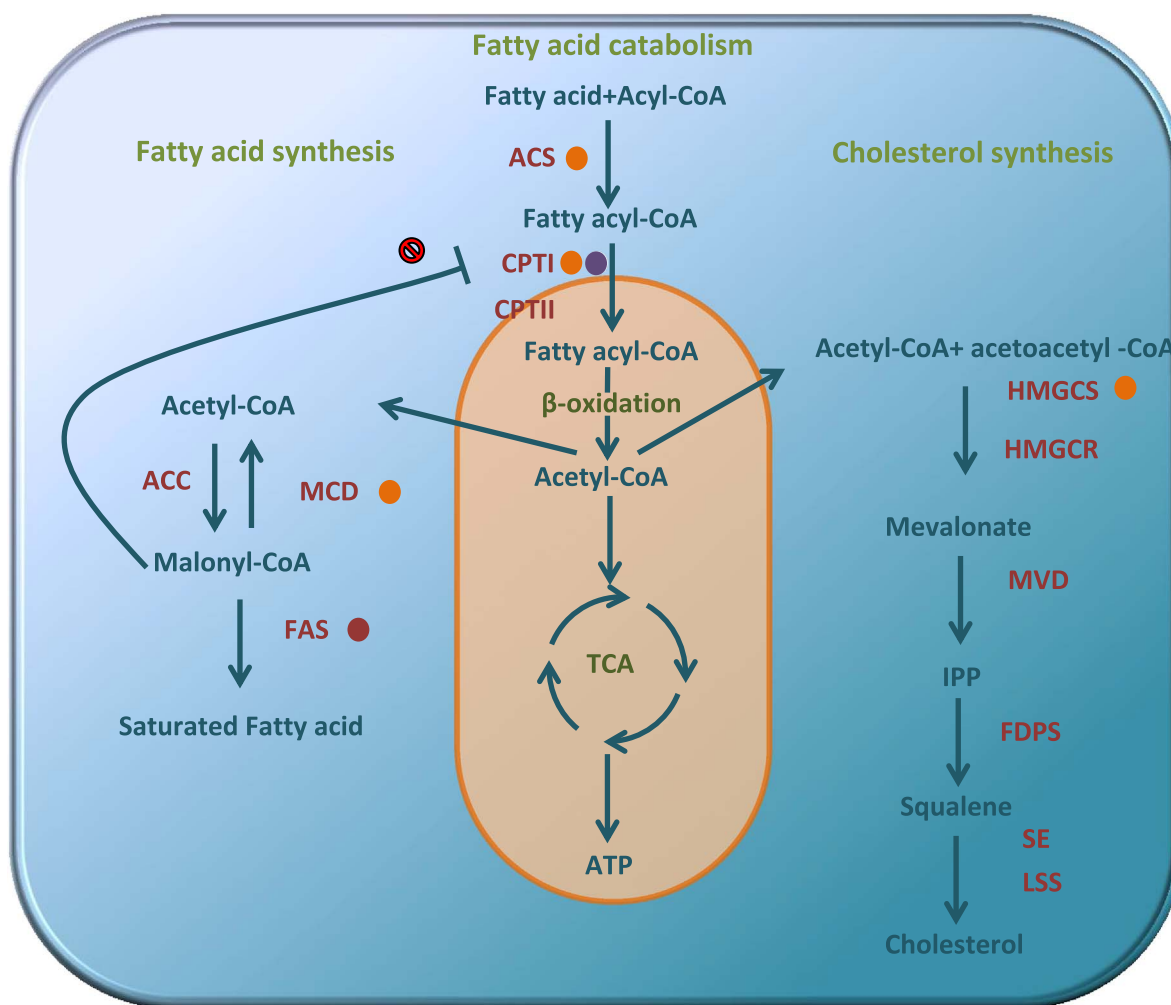 Fatty acid catabolism
Fatty acid+Acyl-CoA
Fatty acid synthesis
Cholesterol synthesis
ACS
Fatty acyl-CoA
CPTI
CPTII
Fatty acyl-CoA
Acetyl-CoA+ acetoacetyl -CoA
HMGCS
β-oxidation
Acetyl-CoA
HMGCR
Acetyl-CoA
ACC
MCD
Mevalonate
Malonyl-CoA
MVD
FAS
TCA
IPP
Saturated Fatty acid
FDPS
Squalene
SE
ATP
LSS
Cholesterol